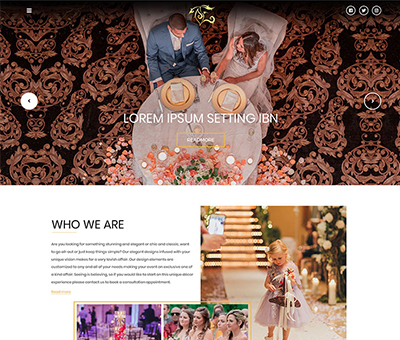 LOREM IPSUM SETTING IBN
READ MORE
WHO WE ARE
Are you looking for something stunning and elegant or chic and classic, want
to go all-out or just keep things simple? Our elegant designs infused with your
unique vision makes for a very lavish affair. Our design elements are
customized to any and all of your needs making your event an exclusive one of
a kind affair. Seeing is believing, so if you would like to start on this unique décor
experience please contact us to book a consultation appointment.
Read more